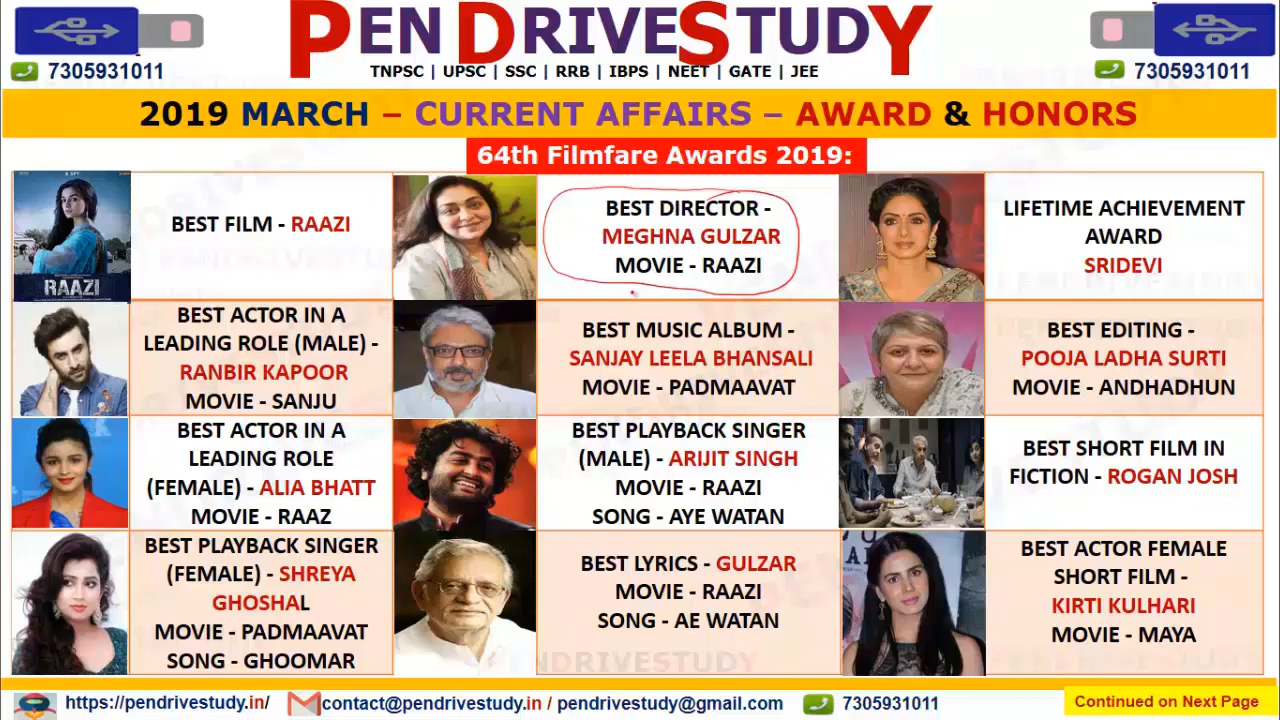 PENDRIVESTUDY
7305931011
TNPSC | UPSC | SSC | RRB | IBPS | NEET | GATE | JEE
7305931011
2019 MARCH – CURRENT AFFAIRS – AWARD & HONORS
64th Filmfare Awards 2019:
A SPY
RAAZI
BEST FILM - RAAZI
BEST DIRECTOR -
MEGHNA GULZAR
MOVIE - RAAZI
LIFETIME ACHIEVEMENT
AWARD
SRIDEVI
BEST ACTOR IN A
LEADING ROLE (MALE) -
RANBIR KAPOOR
MOVIE - SANJU
BEST MUSIC ALBUM -
SANJAY LEELA BHANSALI
MOVIE - PADMAAVAT
BEST EDITING -
POOJA LADHA SURTI
MOVIE - ANDHADHUN
BEST ACTOR IN A
LEADING ROLE
(FEMALE) - ALIA BHATT
MOVIE - RAAZ
BEST PLAYBACK SINGER
(MALE) - ARIJIT SINGH
MOVIE - RAAZI
SONG - AYE WATAN
BEST SHORT FILM IN
FICTION - ROGAN JOSH
BEST PLAYBACK SINGER
(FEMALE) - SHREYA
GHOSHAL
MOVIE - PADMAAVAT
SONG - GHOOMAR
BEST LYRICS - GULZAR
MOVIE - RAAZI
SONG - AE WATAN
BEST ACTOR FEMALE
SHORT FILM -
KIRTI KULHARI
MOVIE - MAYA
https://pendrivestudy.in/
contact@pendrivestudy.in / pendrivestudy@gmail.com
7305931011
Continued on Next Page